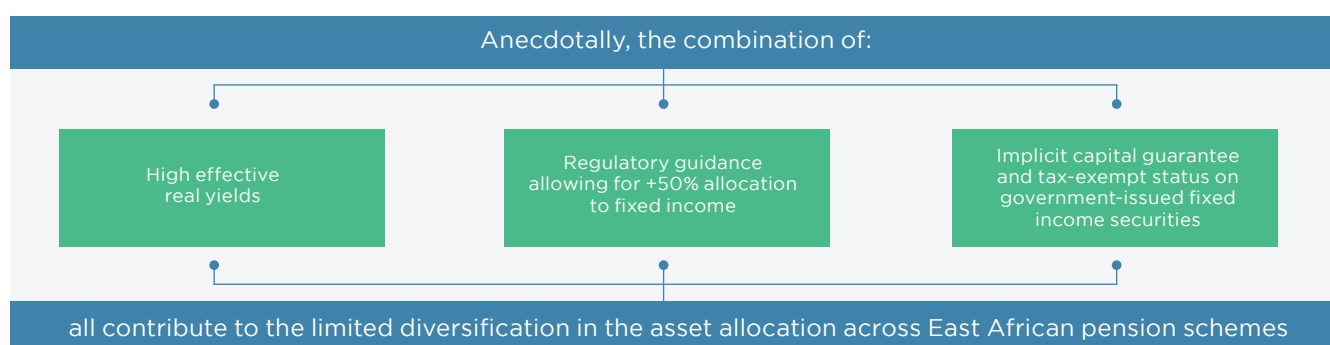 Anecdotally, the combination of:
High effective
real yields
Regulatory guidance
allowing for +50% allocation
to fixed income
Implicit capital guarantee
and tax-exempt status on
government-issued fixed
income securities
all contribute to the limited diversification in the asset allocation across East African pension schemes